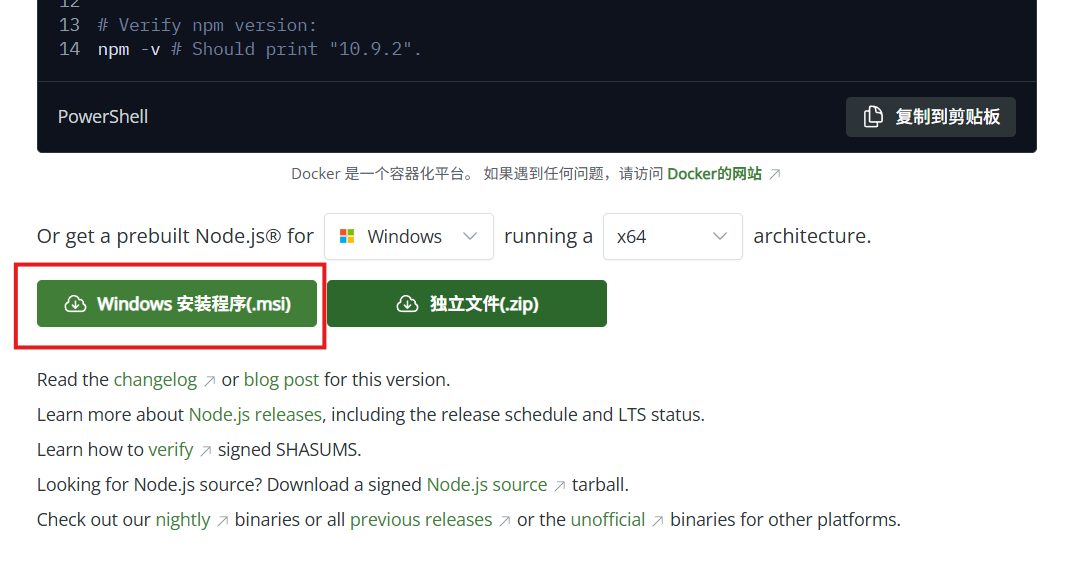 12
13 # Verify npm version:
14 npm -v # Should print "10.9.2".
PowerShell
复制到剪贴板
Docker 是一个容器化平台。 如果遇到任何问题，请访问 Docker的网站
Or get a prebuilt Node.js® for Windows running a x64 architecture.
Windows 安装程序(.msi) 独立文件(.zip)
Read the changelog or blog post for this version.
Learn more about Node.js releases, including the release schedule and LTS status.
Learn how to verify signed SHASUMS.
Looking for Node.js source? Download a signed Node.js source tarball.
Check out our nightly binaries or all previous releases or the unofficial binaries for other platforms.